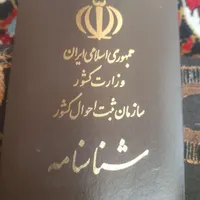 جمهوری اسلامی ایران
وزارت کشور
سازمان ثبت احوال کشور
شناسنامه